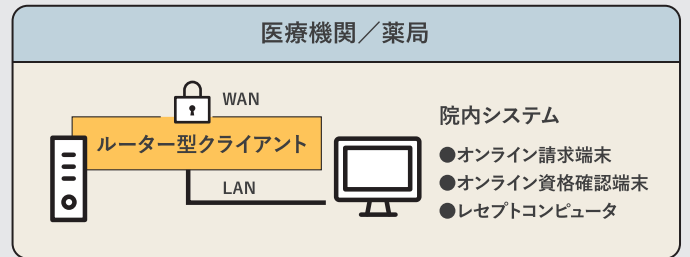 医療機関／薬局
WAN
ルーター型クライアント
LAN
院内システム
●オンライン請求端末
●オンライン資格確認端末
●レセプトコンピュータ